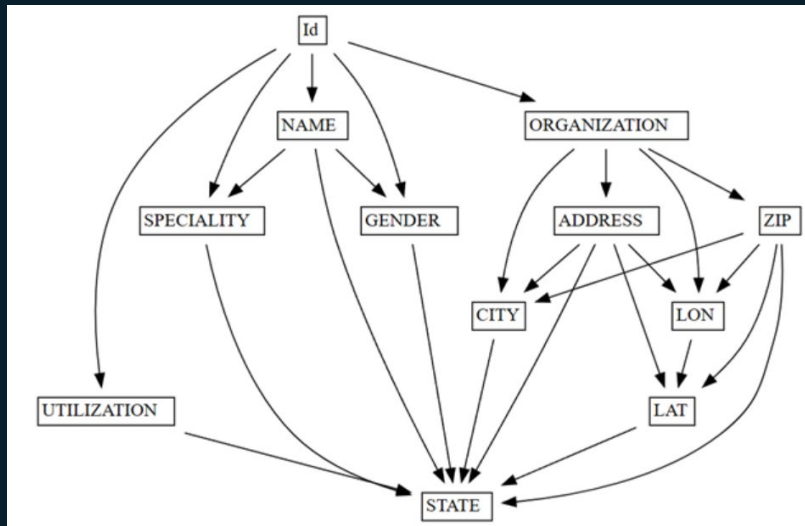 Id
NAME
ORGANIZATION
SPECIALITY
GENDER
ADDRESS
ZIP
CITY
LON
UTILIZATION
LAT
STATE